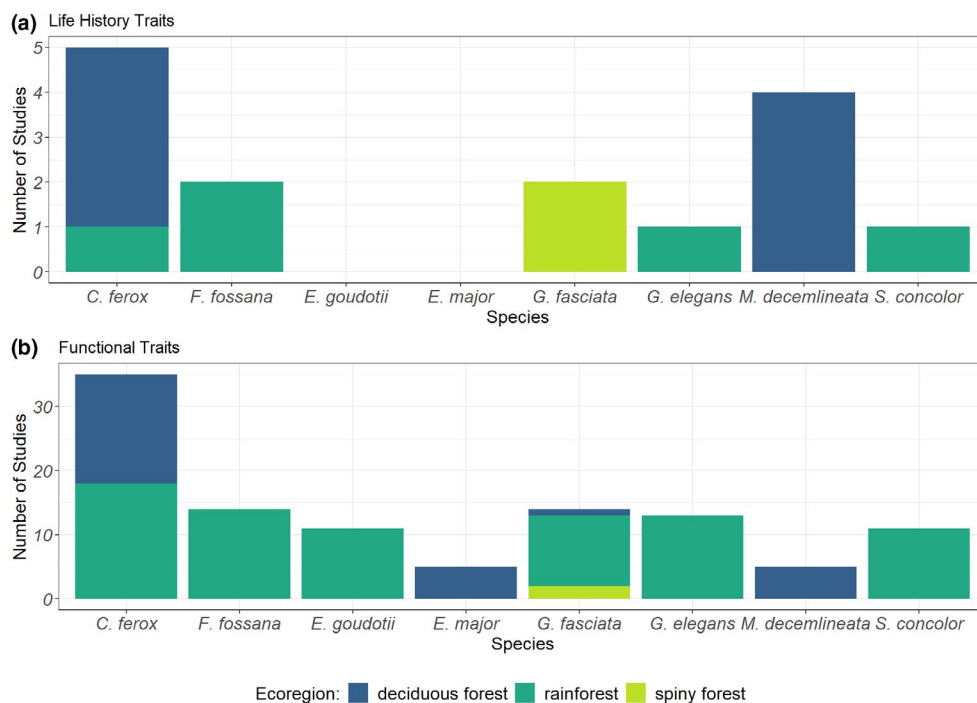 (a) Life History Traits
Number of Studies
5
4
3
2
1
0
C. ferox F. fossana E. goudotii E. major G. fasciata G. elegans M. decemlineata S. concolor
Species
(b) Functional Traits
Number of Studies
30
20
10
0
C. ferox F. fossana E. goudotii E. major G. fasciata G. elegans M. decemlineata S. concolor
Species
Ecoregion: deciduous forest rainforest spiny forest